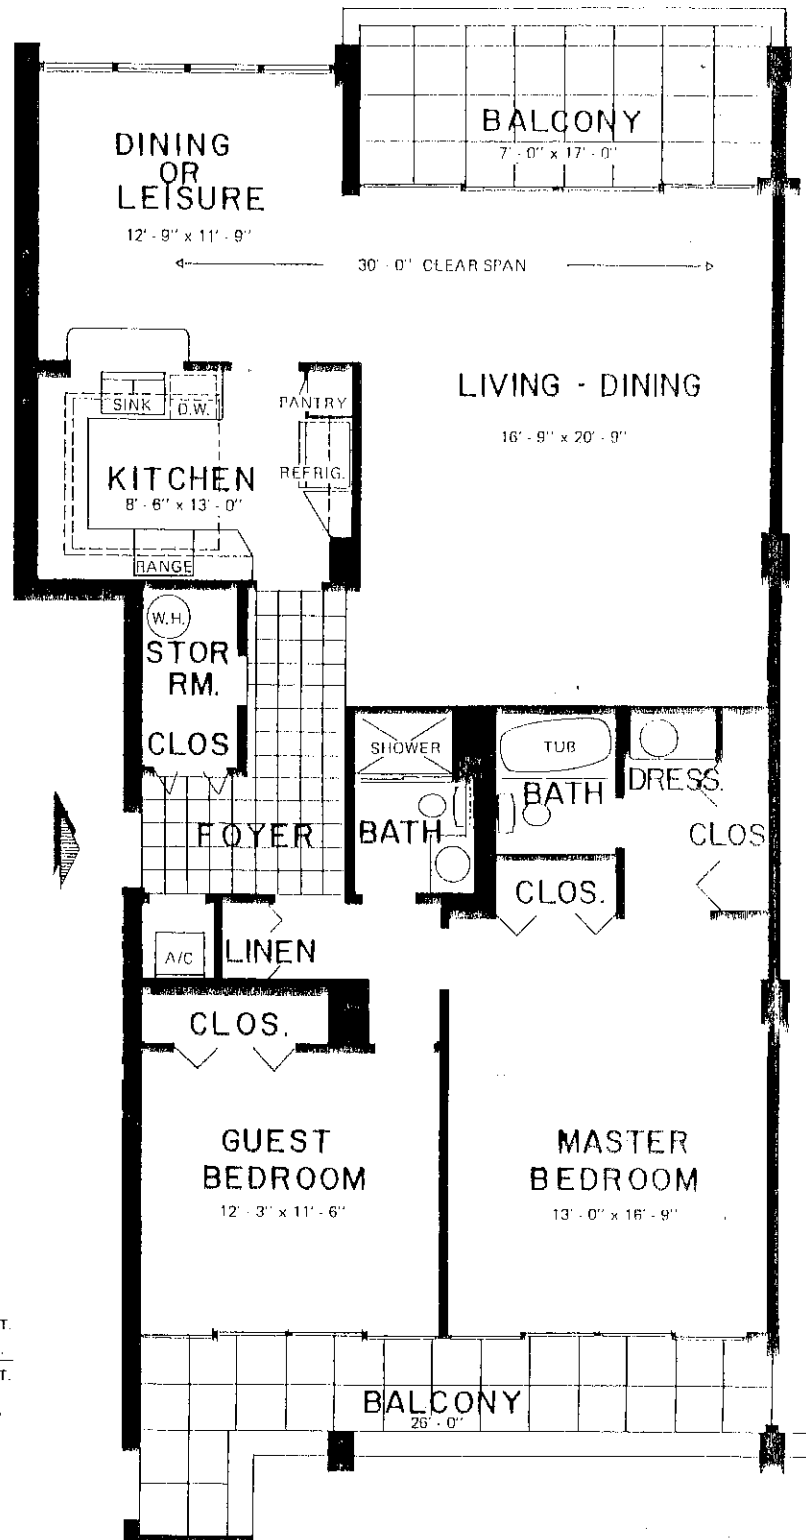 BALCONY
7' - 0" x 17' - 0"
DINING
OR
LEISURE
12' - 9" x 11' - 9"
30' - 0" CLEAR SPAN
LIVING - DINING
16' - 9" x 20' - 9"
SINK
D.W.
PANTRY
KITCHEN
8' - 6" x 13' - 0"
REFRIG.
RANGE
W.H.
STOR
RM.
CLOS
SHOWER
TUB
BATH
DRESS.
FOYER
BATH
CLOS
CLOS.
A/C
LINEN
CLOS.
GUEST
BEDROOM
12' - 3" x 11' - 6"
MASTER
BEDROOM
13' - 0" x 16' - 9"
T.
T.
BALCONY
26' - 0"